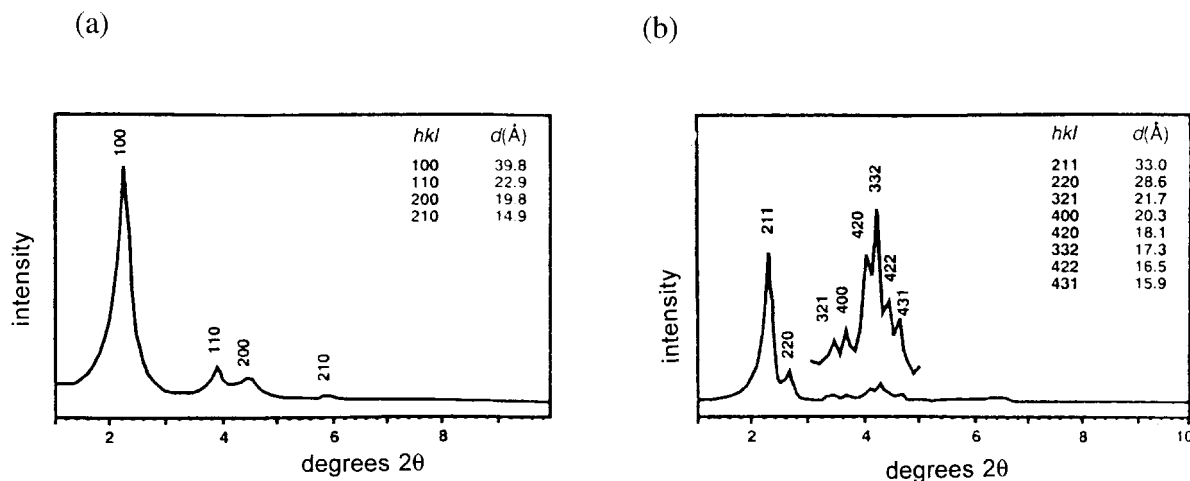 (a)
(b)
hkl d(Å)
100 39.8
110 22.9
200 19.8
210 14.9
100
110
200
210
intensity
2 4 6 8
degrees 2θ
hkl d(Å)
211 33.0
220 28.6
321 21.7
400 20.3
420 18.1
332 17.3
422 16.5
431 15.9
211
220
321
400
420
332
422
431
intensity
2 4 6 8 10
degrees 2θ